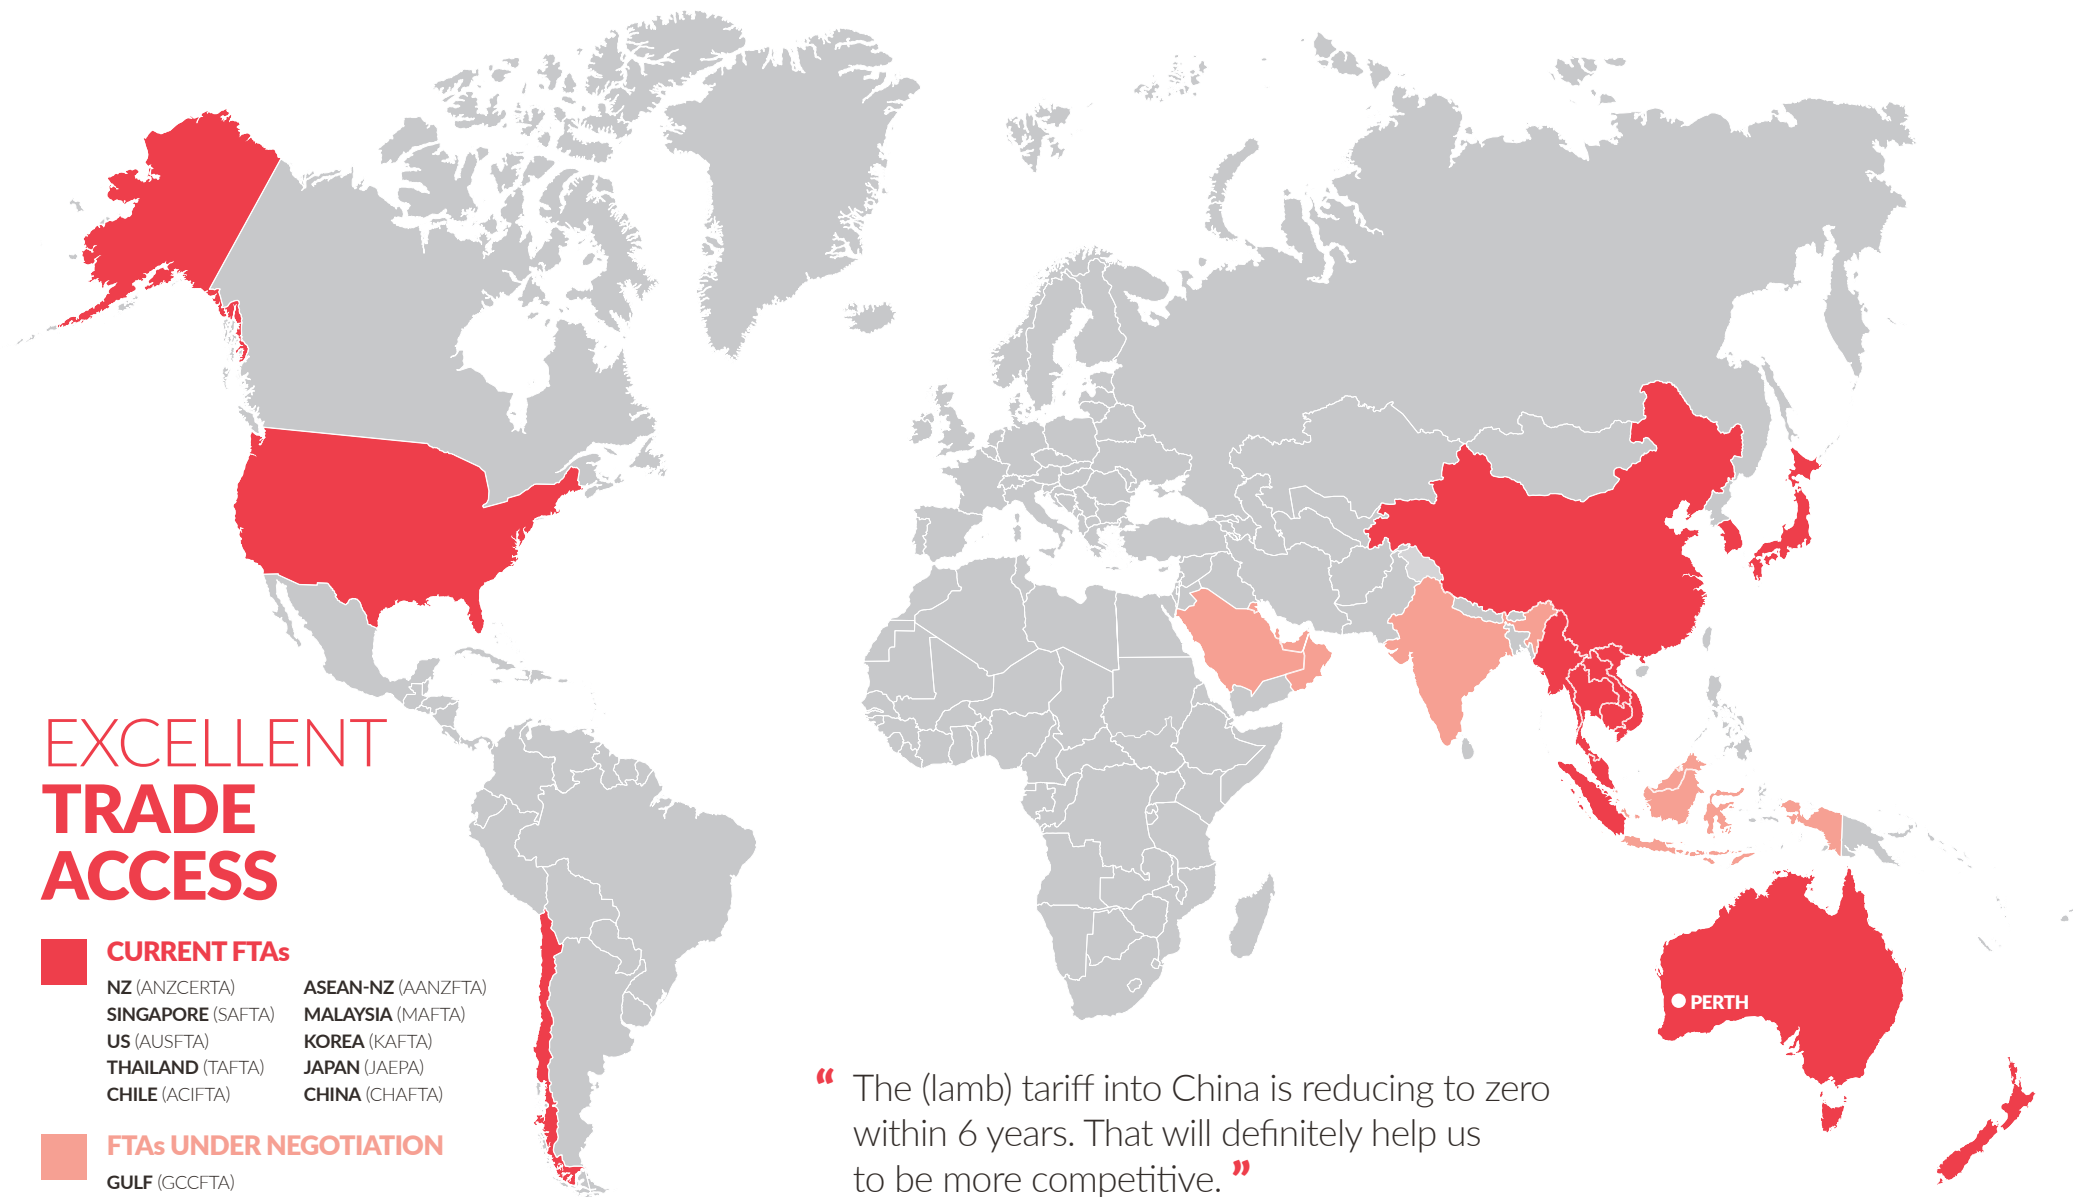 EXCELLENT
TRADE
ACCESS
CURRENT FTAs
NZ (ANZCERTA)
SINGAPORE (SAFTA)
US (AUSFTA)
THAILAND (TAFTA)
CHILE (ACIFTA)
ASEAN-NZ (AANZFTA)
MALAYSIA (MAFTA)
KOREA (KAFTA)
JAPAN (JAEPA)
CHINA (CHAFTA)
FTAs UNDER NEGOTIATION
GULF (GCCFTA)
PERTH
“ The (lamb) tariff into China is reducing to zero
within 6 years. That will definitely help us
to be more competitive. ”